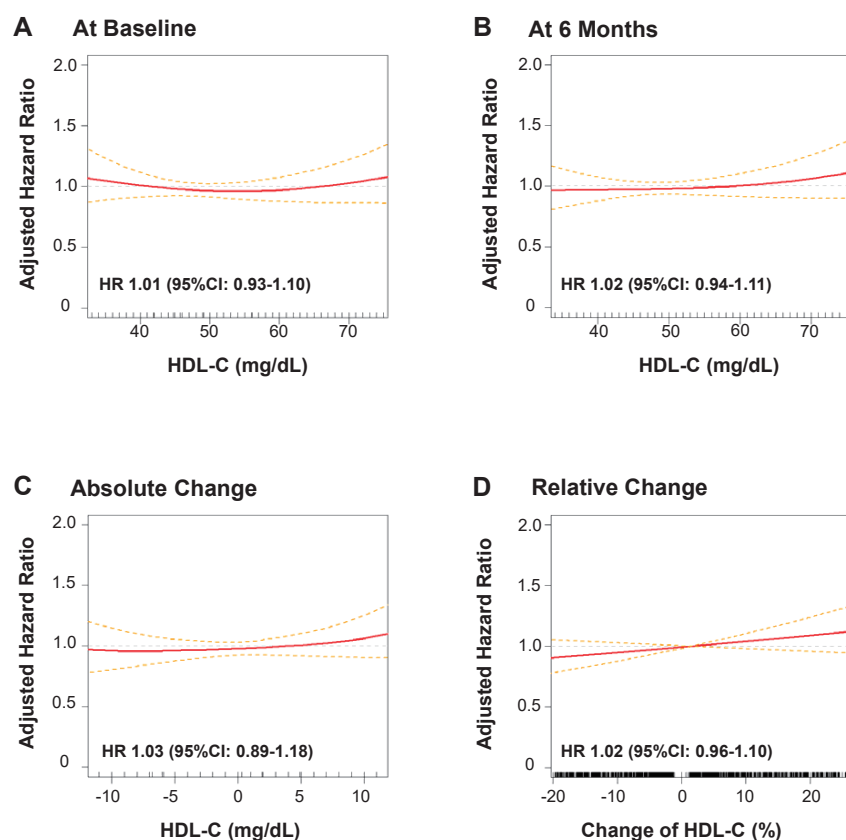 A At Baseline
Adjusted Hazard Ratio
2.0
1.5
1.0
0.5
0
HR 1.01 (95%CI: 0.93-1.10)
40 50 60 70
HDL-C (mg/dL)
B At 6 Months
Adjusted Hazard Ratio
2.0
1.5
1.0
0.5
0
HR 1.02 (95%CI: 0.94-1.11)
40 50 60 70
HDL-C (mg/dL)
C Absolute Change
Adjusted Hazard Ratio
2.0
1.5
1.0
0.5
0
HR 1.03 (95%CI: 0.89-1.18)
-10 -5 0 5 10
HDL-C (mg/dL)
D Relative Change
Adjusted Hazard Ratio
2.0
1.5
1.0
0.5
0
HR 1.02 (95%CI: 0.96-1.10)
-20 -10 0 10 20
Change of HDL-C (%)